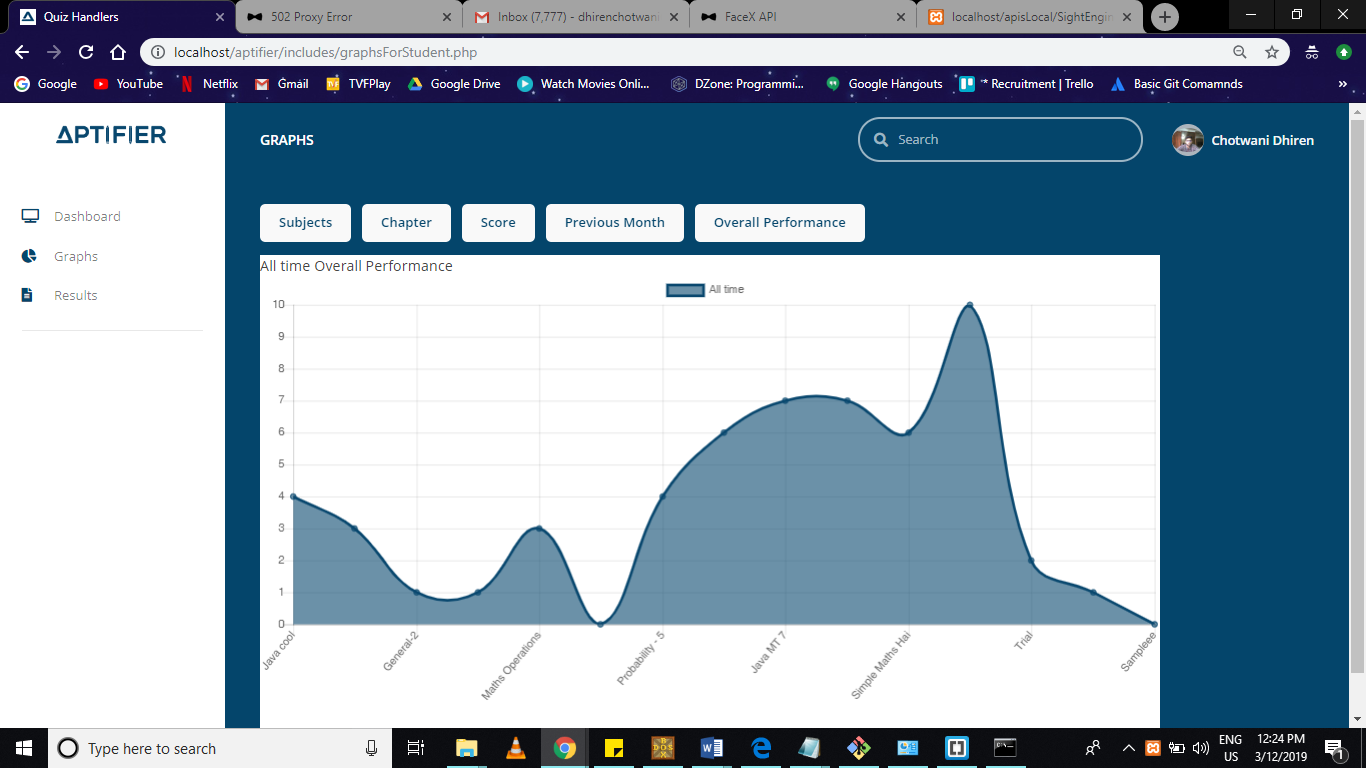 Quiz Handlers
502 Proxy Error
Inbox (7,777) - dhirenchotwani
FaceX API
localhost/apisLocal/SightEngin
localhost/aptifier/includes/graphsForStudent.php
Google
YouTube
Netflix
Gmail
TVFPlay
Google Drive
Watch Movies Onli...
DZone: Programmi...
Google Hangouts
* Recruitment | Trello
Basic Git Comamnds
»
APTIFIER
GRAPHS
Search
Chotwani Dhiren
Dashboard
Graphs
Results
Subjects
Chapter
Score
Previous Month
Overall Performance
All time Overall Performance
All time
10
9
8
7
6
5
4
3
2
1
0
Java cool
General-2
Maths Operations
Probability - 5
Java MT 7
Simple Maths Hai
Trial
Sampleee
Type here to search
ENG
US
12:24 PM
3/12/2019
1